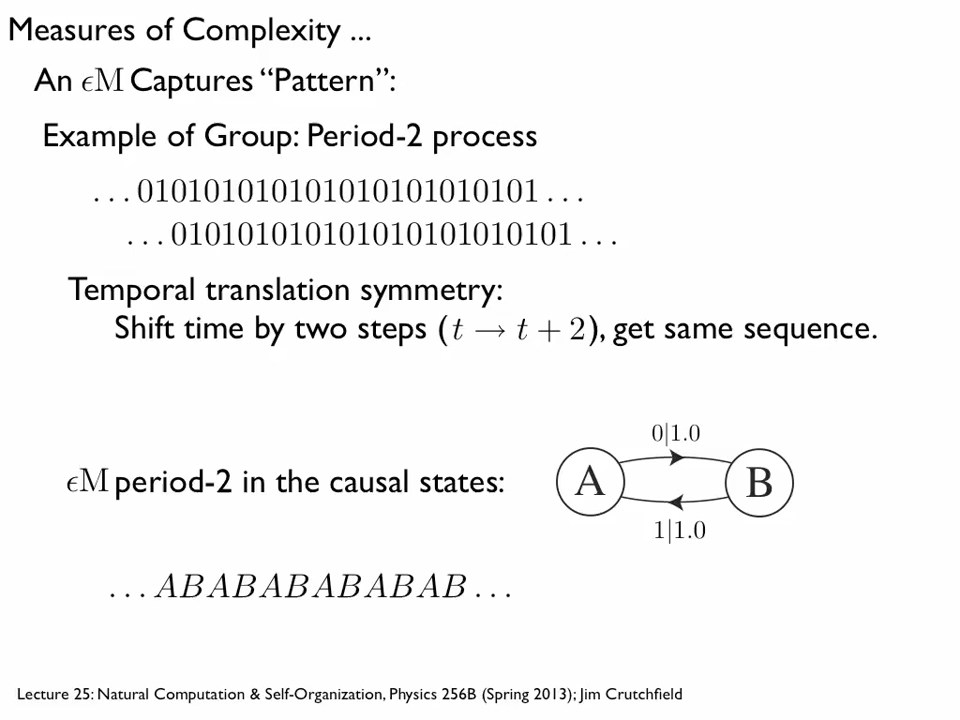 Measures of Complexity ...
An ϵM Captures “Pattern”:
Example of Group: Period-2 process
...010101010101010101010101...
...010101010101010101010101...
Temporal translation symmetry:
Shift time by two steps (t → t + 2), get same sequence.
0|1.0
ϵM period-2 in the causal states:
A
B
1|1.0
...ABABABABABAB...
Lecture 25: Natural Computation & Self-Organization, Physics 256B (Spring 2013); Jim Crutchfield